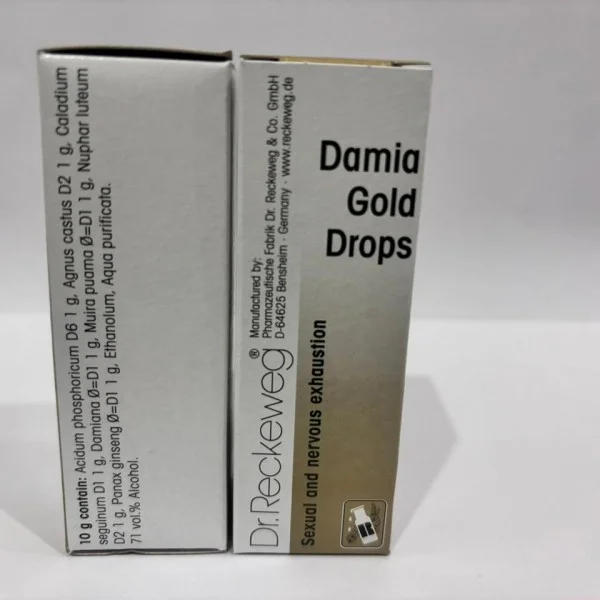 10 g contain: Acidum phosphoricum D6 1 g, Agnus castus D2 1 g, Caladium
seguinum D1 1 g, Damiana Ø=D1 1 g, Muira puama Ø=D1 1 g, Nuphar luteum
D2 1 g, Panax ginseng Ø=D1 1 g, Ethanolum, Aqua purificata.
71 vol.% Alcohol.
Dr. Reckeweg®
Manufactured by:
Pharmazeutische Fabrik Dr. Reckeweg & Co. GmbH
D-64625 Bensheim · Germany · www.reckeweg.de
Damia
Gold
Drops
Sexual and nervous exhaustion